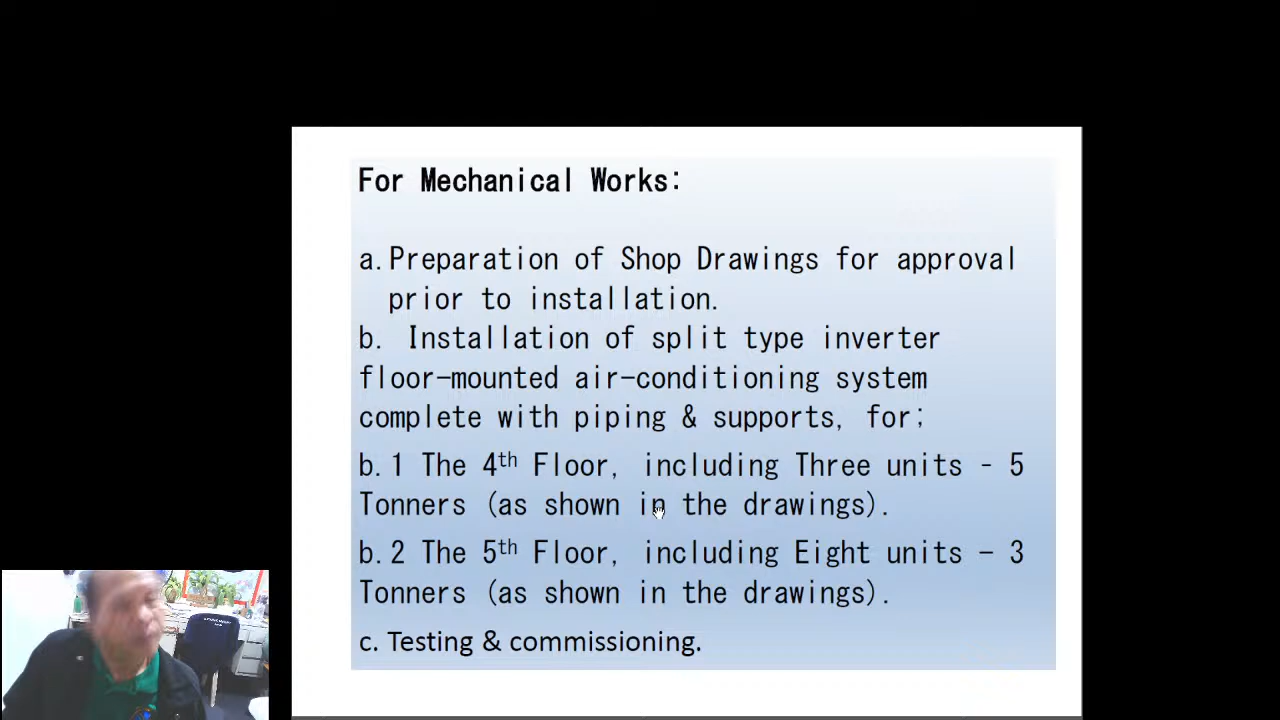 For Mechanical Works:
a. Preparation of Shop Drawings for approval
prior to installation.
b. Installation of split type inverter
floor-mounted air-conditioning system
complete with piping & supports, for;
b.1 The 4th Floor, including Three units - 5
Tonners (as shown in the drawings).
b.2 The 5th Floor, including Eight units – 3
Tonners (as shown in the drawings).
c. Testing & commissioning.